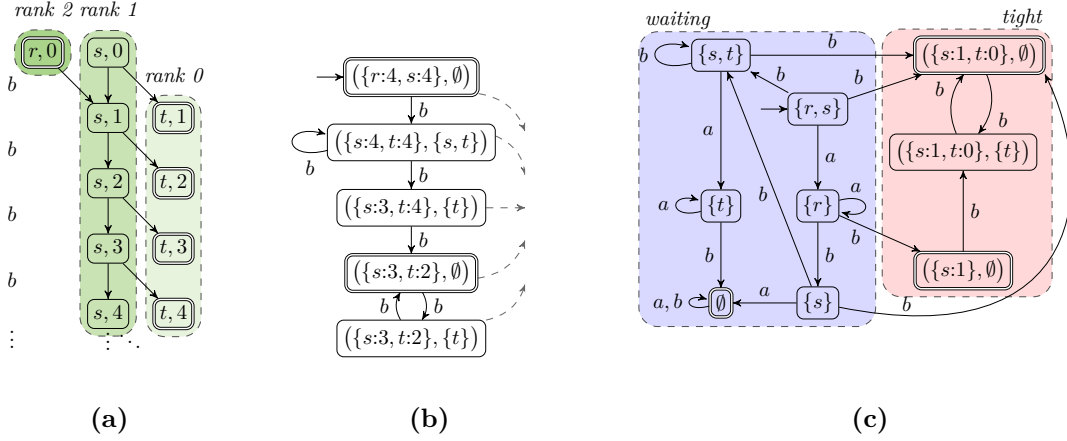 rank 2 rank 1
r, 0
s, 0
b
rank 0
s, 1
t, 1
b
s, 2
t, 2
b
s, 3
t, 3
b
s, 4
t, 4
⋮
⋱
(a)
({r:4, s:4}, ∅)
b
({s:4, t:4}, {s, t})
b
b
({s:3, t:4}, {t})
b
({s:3, t:2}, ∅)
b
b
({s:3, t:2}, {t})
(b)
waiting
tight
{s, t}
b
b
({s:1, t:0}, ∅)
b
b
{r, s}
b
b
a
({s:1, t:0}, {t})
a
b
a
{t}
{r}
a
b
b
b
b
({s:1}, ∅)
a, b
∅
a
{s}
b
(c)